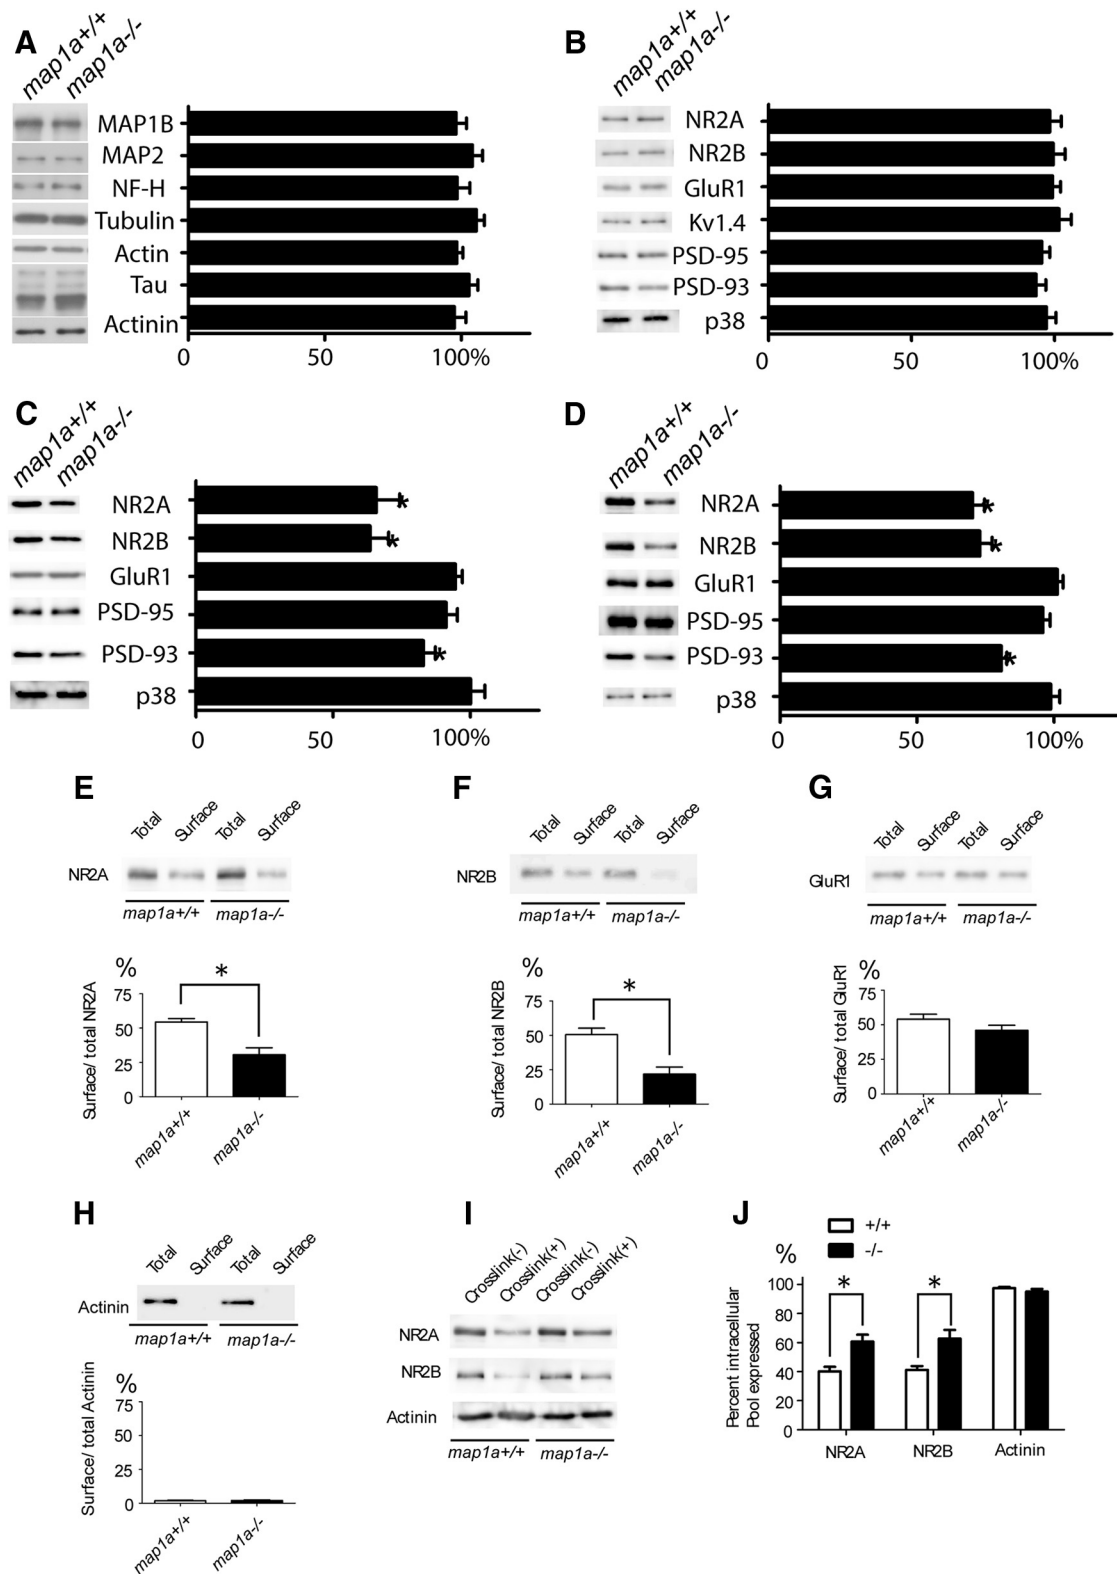 A
map1a+/+
map1a-/-
MAP1B
MAP2
NF-H
Tubulin
Actin
Tau
Actinin
0 50 100%
B
map1a+/+
map1a-/-
NR2A
NR2B
GluR1
Kv1.4
PSD-95
PSD-93
p38
0 50 100%
C
map1a+/+
map1a-/-
NR2A *
NR2B *
GluR1
PSD-95
PSD-93 *
p38
0 50 100%
D
map1a+/+
map1a-/-
NR2A *
NR2B *
GluR1
PSD-95
PSD-93 *
p38
0 50 100%
E
Total Surface Total Surface
NR2A
map1a+/+ map1a-/-
%
*
Surface/ total NR2A
75
50
25
0
map1a+/+ map1a-/-
F
Total Surface Total Surface
NR2B
map1a+/+ map1a-/-
%
*
Surface/ total NR2B
75
50
25
0
map1a+/+ map1a-/-
G
Total Surface Total Surface
GluR1
map1a+/+ map1a-/-
%
Surface/ total GluR1
75
50
25
0
map1a+/+ map1a-/-
H
Total Surface Total Surface
Actinin
map1a+/+ map1a-/-
%
Surface/ total Actinin
75
50
25
0
map1a+/+ map1a-/-
I
Crosslink(-) Crosslink(+) Crosslink(-) Crosslink(+)
NR2A
NR2B
Actinin
map1a+/+ map1a-/-
J
+/+
-/-
%
* *
Percent intracellular
Pool expressed
100
80
60
40
20
0
NR2A NR2B Actinin